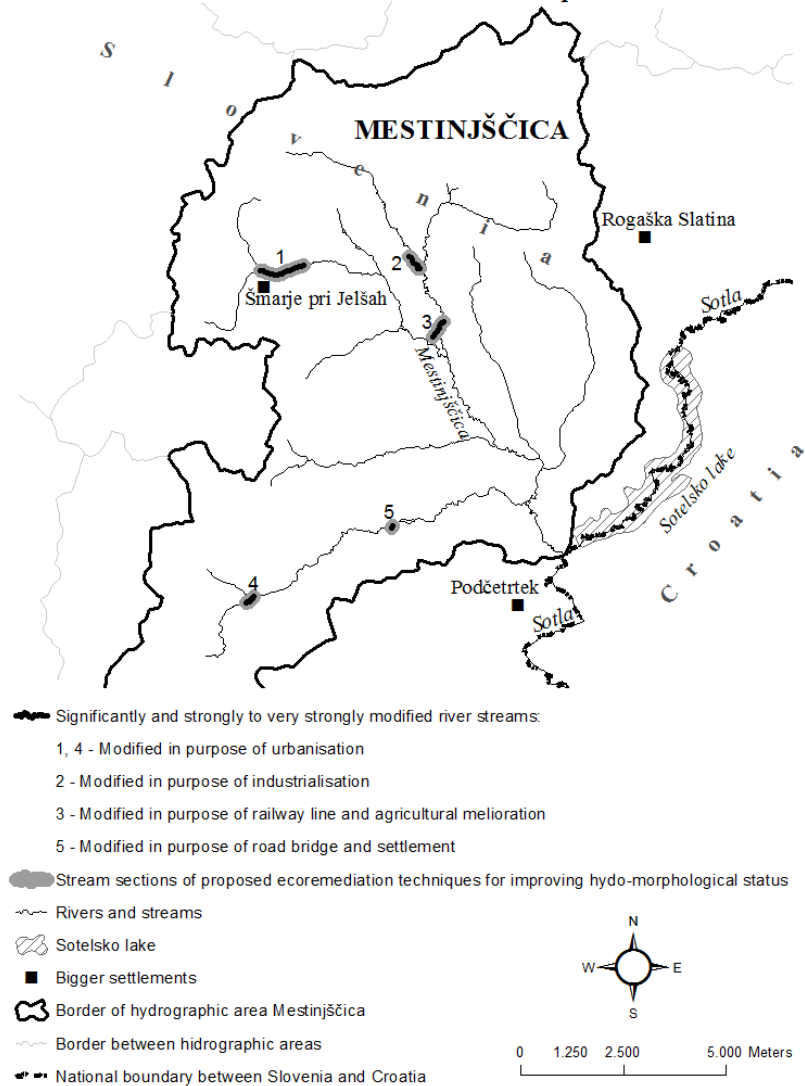 Slovenia
MESTINJŠČICA
Rogaška Slatina
1
2
Šmarje pri Jelšah
Sotla
3
Mestinjščica
Sotelsko lake
Croatia
5
4
Podčetrtek
Sotla
Significantly and strongly to very strongly modified river streams:
1, 4 - Modified in purpose of urbanisation
2 - Modified in purpose of industrialisation
3 - Modified in purpose of railway line and agricultural melioration
5 - Modified in purpose of road bridge and settlement
Stream sections of proposed ecoremediation techniques for improving hydo-morphological status
Rivers and streams
Sotelsko lake
Bigger settlements
Border of hydrographic area Mestinjščica
Border between hidrographic areas
National boundary between Slovenia and Croatia
N
W E
S
0 1.250 2.500 5.000 Meters